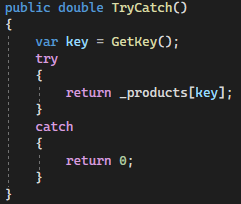 public double TryCatch()
{
    var key = GetKey();
    try
    {
        return _products[key];
    }
    catch
    {
        return 0;
    }
}